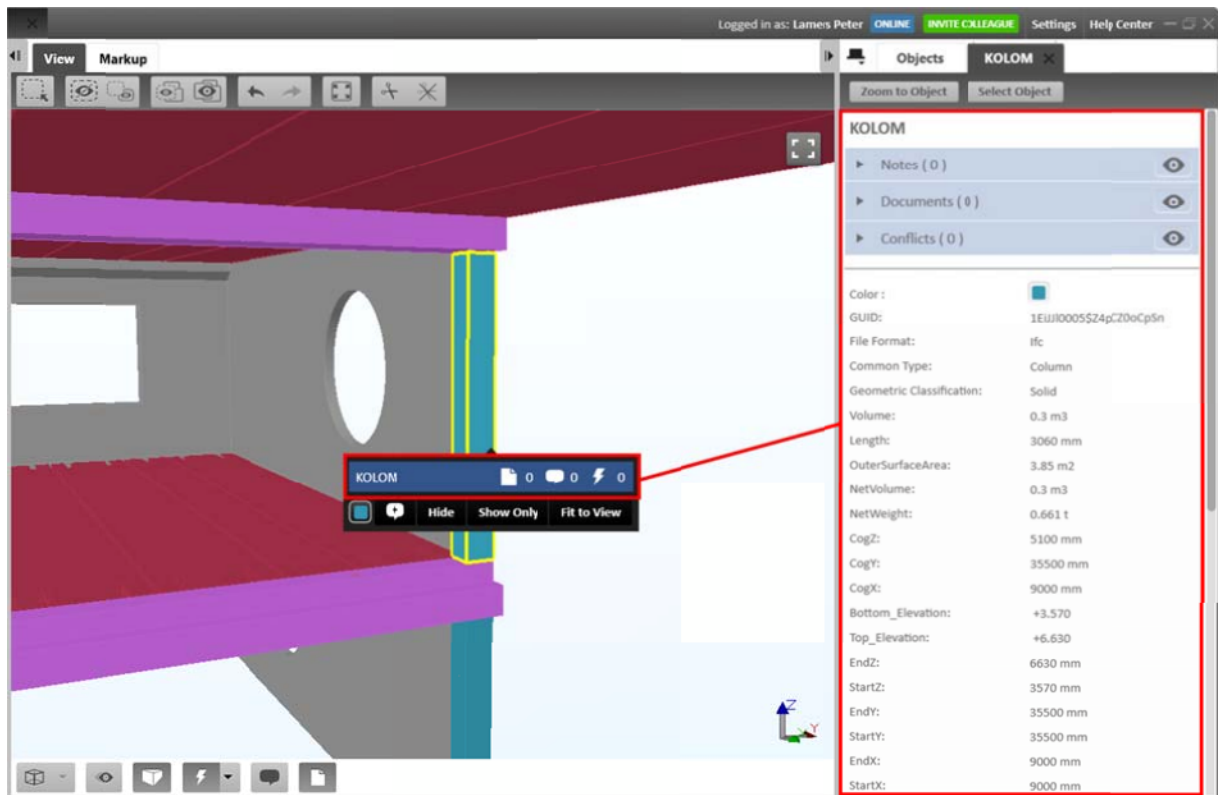 Logged in as: Lamers Peter ONLINE INVITE COLLEAGUE Settings Help Center
View Markup
Objects KOLOM
Zoom to Object Select Object
KOLOM
Notes ( 0 )
Documents ( 0 )
Conflicts ( 0 )
Color :
GUID:
File Format: Ifc
Common Type: Column
Geometric Classification: Solid
Volume: 0.3 m3
Length: 3060 mm
OuterSurfaceArea: 3.85 m2
NetVolume: 0.3 m3
NetWeight: 0.661 t
CogZ: 5100 mm
CogY: 35500 mm
CogX: 9000 mm
Bottom_Elevation: +3.570
Top_Elevation: +6.630
EndZ: 6630 mm
StartZ: 3570 mm
EndY: 35500 mm
StartY: 35500 mm
EndX: 9000 mm
StartX: 9000 mm
KOLOM 0 0 0
Hide Show Only Fit to View
Z
Y